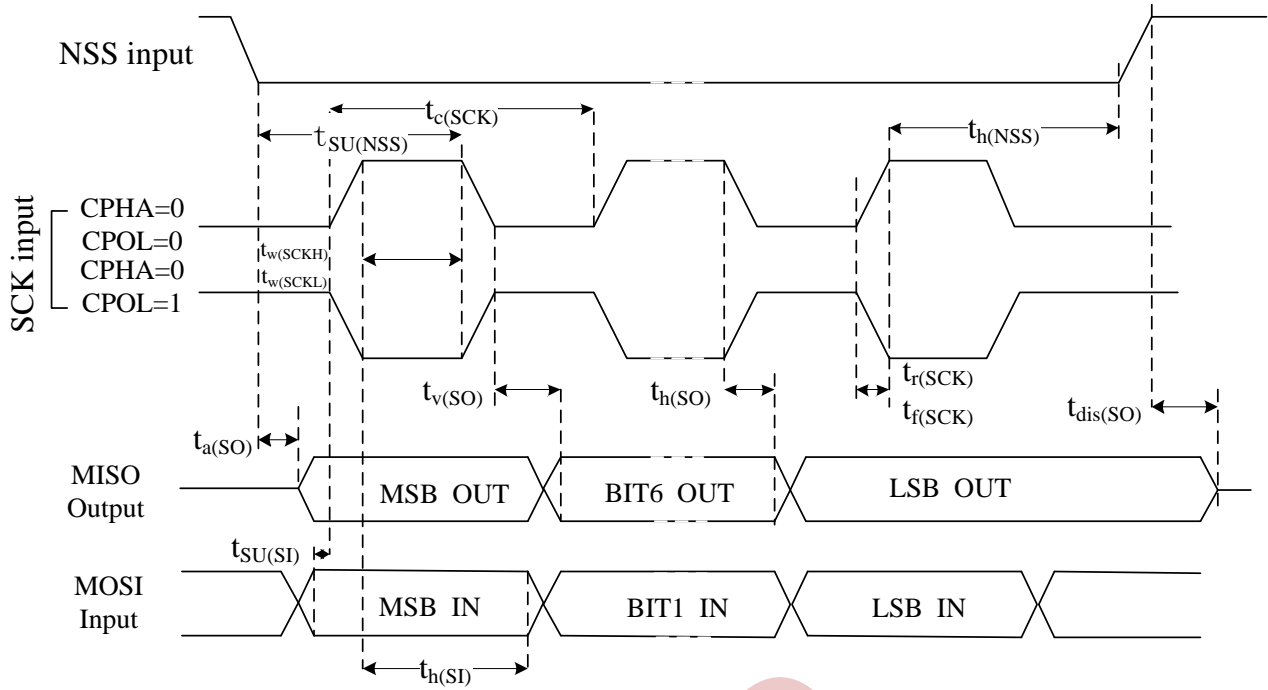 NSS input
tc(SCK)
tSU(NSS)
th(NSS)
SCK input
CPHA=0
CPOL=0
CPHA=0
CPOL=1
tw(SCKH)
tw(SCKL)
tv(SO)
th(SO)
tr(SCK)
tf(SCK)
tdis(SO)
ta(SO)
MISO
Output
MSB OUT
BIT6 OUT
LSB OUT
tSU(SI)
MOSI
Input
MSB IN
BIT1 IN
LSB IN
th(SI)